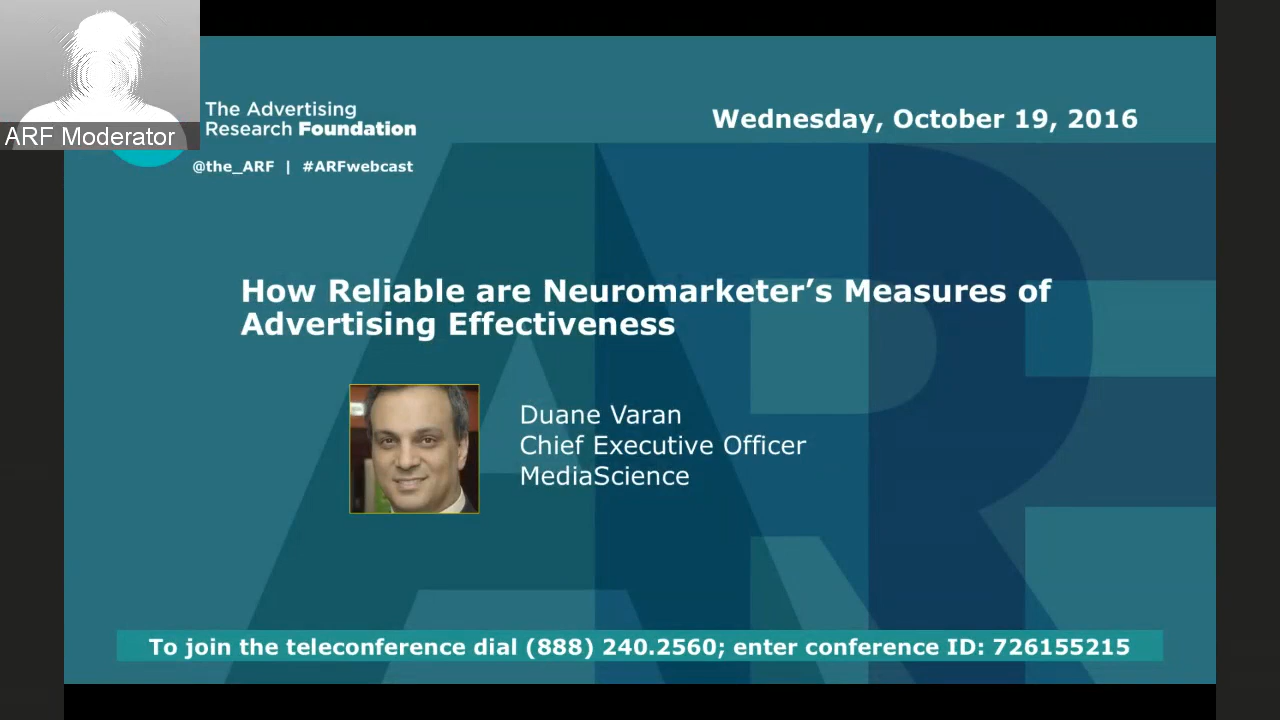 ARF Moderator
The Advertising
Research Foundation
@the_ARF | #ARFwebcast
Wednesday, October 19, 2016
How Reliable are Neuromarketer’s Measures of
Advertising Effectiveness
Duane Varan
Chief Executive Officer
MediaScience
To join the teleconference dial (888) 240.2560; enter conference ID: 726155215